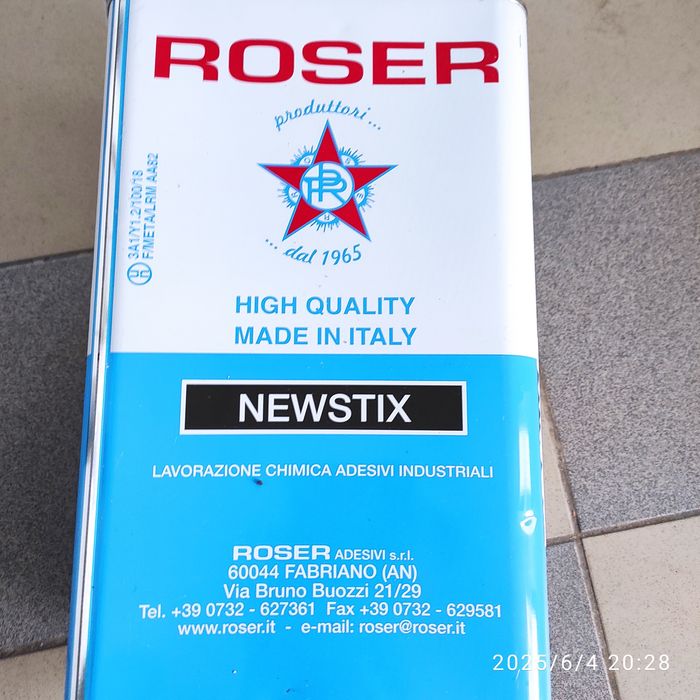 ROSER
produttori...
PR
...dal 1965
3A1/Y1.2/100/18
F/META/LRM AA82
HIGH QUALITY
MADE IN ITALY
NEWSTIX
LAVORAZIONE CHIMICA ADESIVI INDUSTRIALI
ROSER ADESIVI s.r.l.
60044 FABRIANO (AN)
Via Bruno Buozzi 21/29
Tel. +39 0732 - 627361 Fax +39 0732 - 629581
www.roser.it - e-mail: roser@roser.it
2025/6/4 20:28